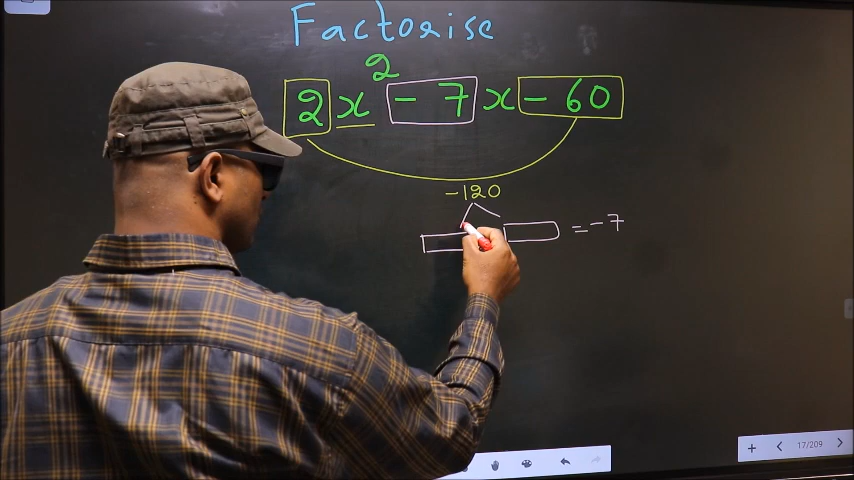 Factorise
2x² - 7x - 60
-120
= -7
17/209